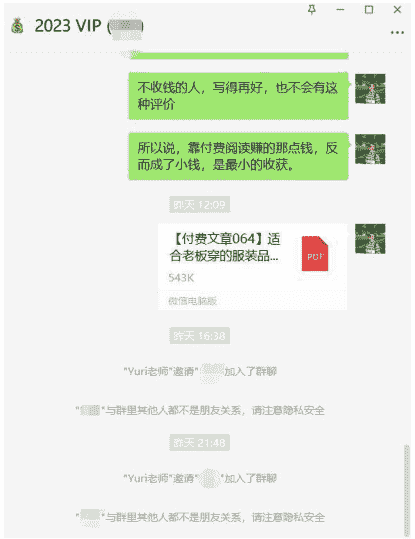 2023 VIP (
不收钱的人，写得再好，也不会有这
种评价
所以说，靠付费阅读赚的那点钱，反
而成了小钱，是最小的收获。
昨天 12:09
【付费文章064】适
合老板穿的服装品...
PDF
543K
微信电脑版
昨天 16:38
"Yuri老师"邀请" 加入了群聊
" "与群里其他人都不是朋友关系，请注意隐私安全
昨天 21:48
"Yuri老师"邀请" "加入了群聊
" "与群里其他人都不是朋友关系，请注意隐私安全